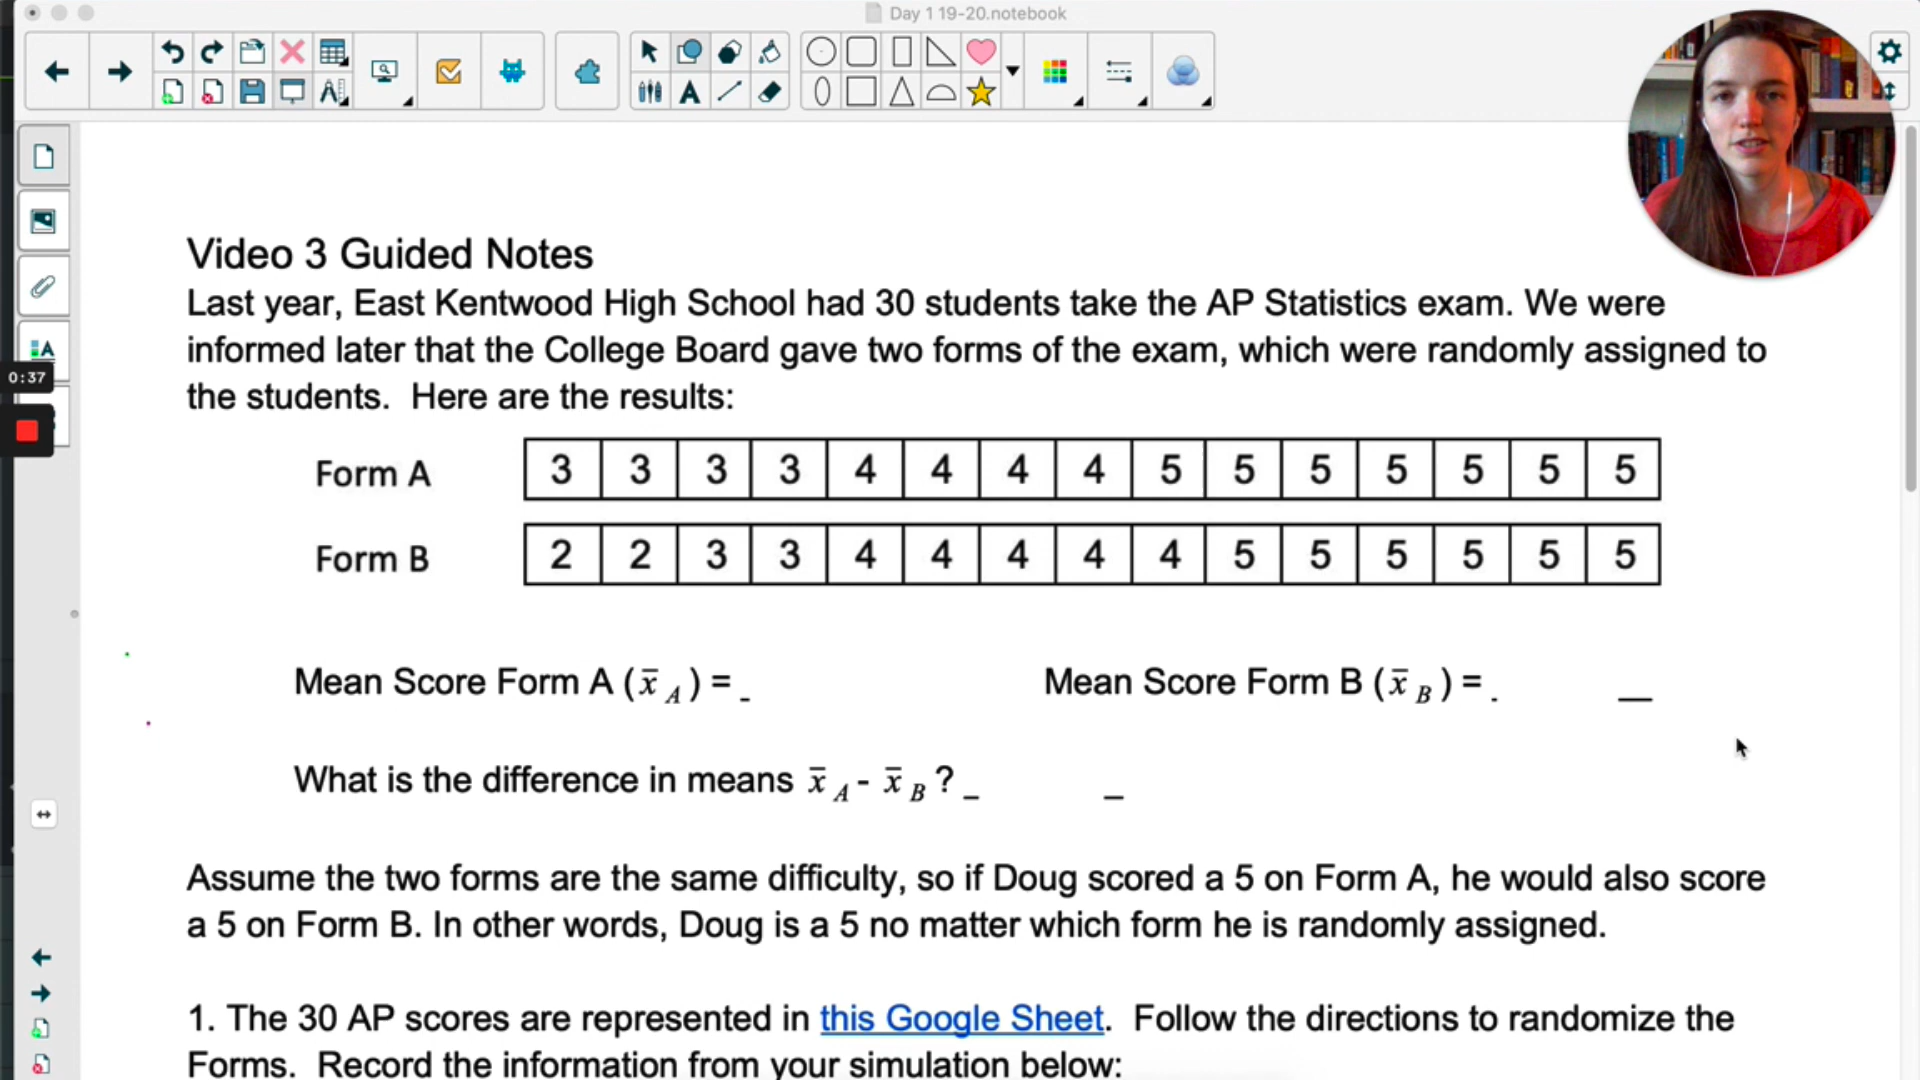 Day 1 19-20.notebook
A
A
0:37
Video 3 Guided Notes
Last year, East Kentwood High School had 30 students take the AP Statistics exam. We were
informed later that the College Board gave two forms of the exam, which were randomly assigned to
the students. Here are the results:
Form A 3 3 3 3 4 4 4 4 5 5 5 5 5 5 5
Form B 2 2 3 3 4 4 4 4 4 5 5 5 5 5 5
Mean Score Form A (x̄ A) = _ Mean Score Form B (x̄ B) = . __
What is the difference in means x̄ A - x̄ B ? _ _
Assume the two forms are the same difficulty, so if Doug scored a 5 on Form A, he would also score
a 5 on Form B. In other words, Doug is a 5 no matter which form he is randomly assigned.
1. The 30 AP scores are represented in this Google Sheet. Follow the directions to randomize the
Forms. Record the information from your simulation below: